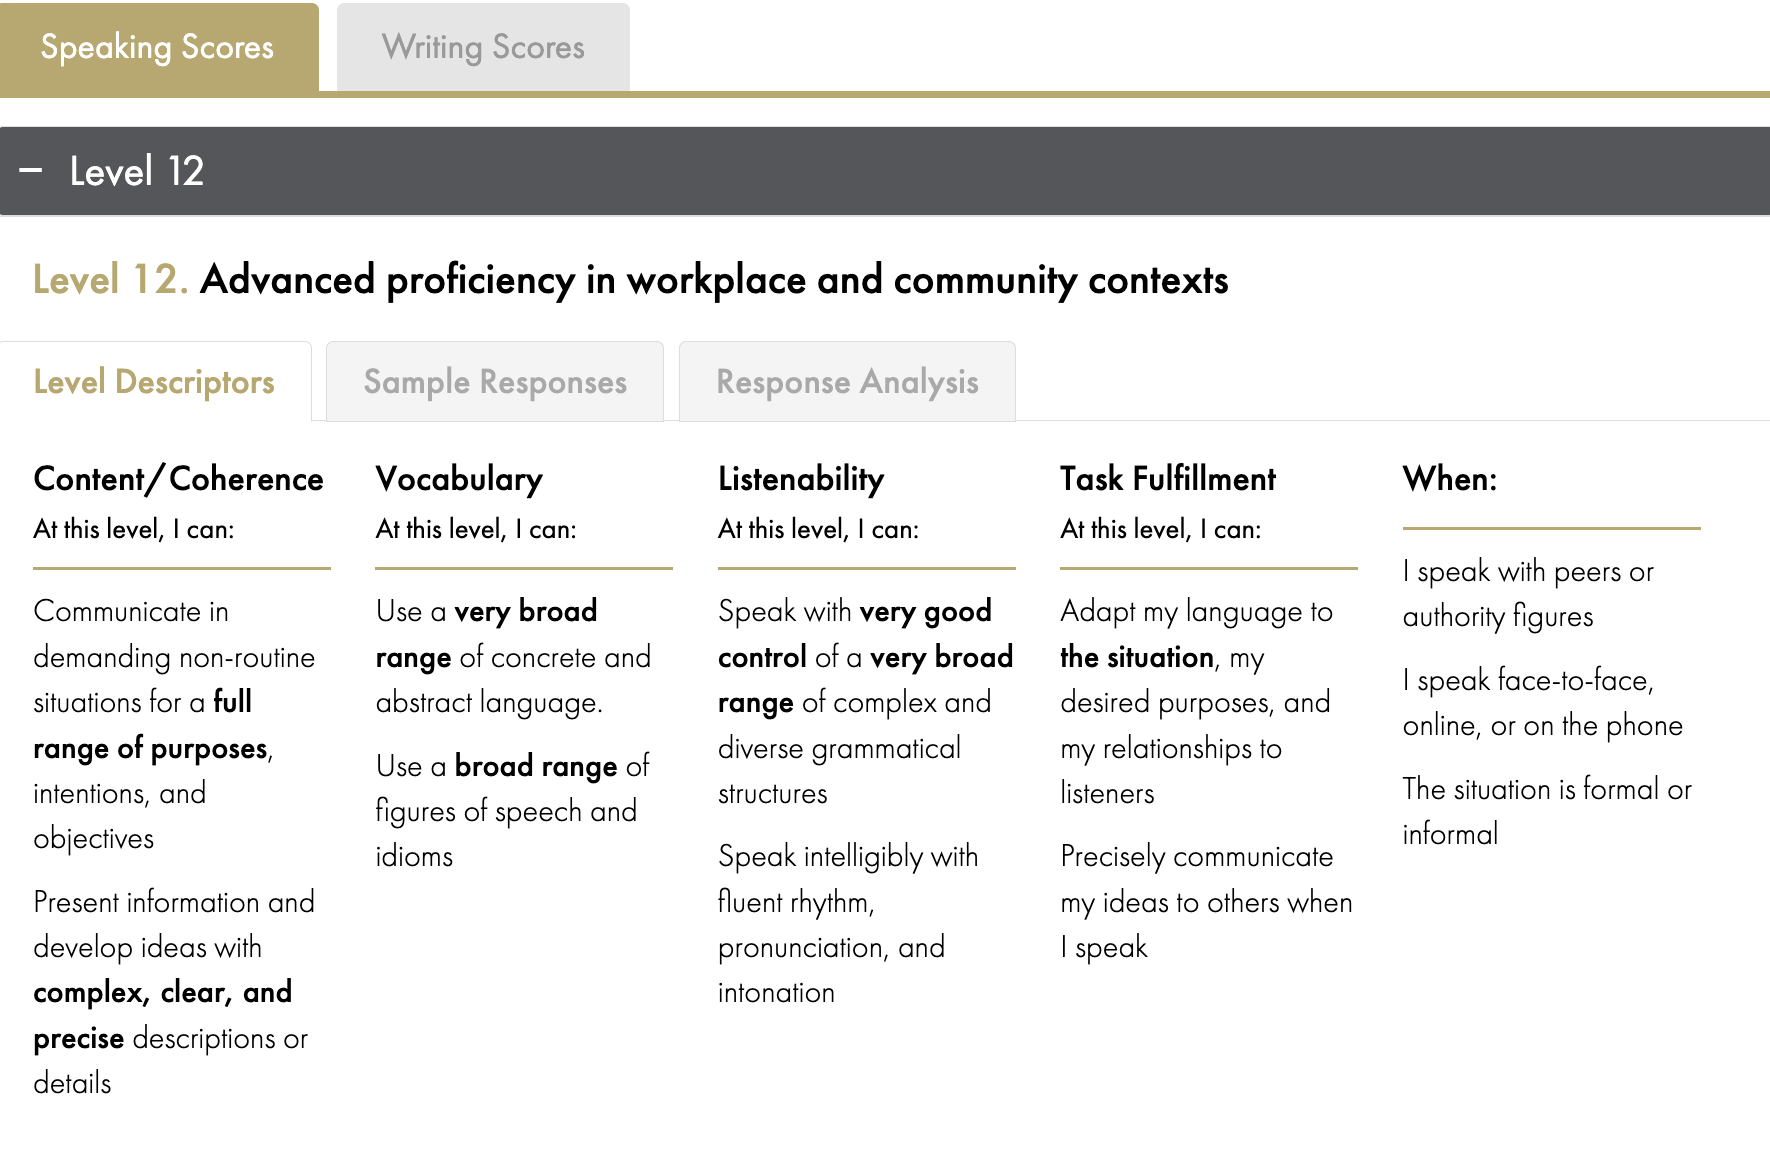 Speaking Scores
Writing Scores
– Level 12
Level 12. Advanced proficiency in workplace and community contexts
Level Descriptors
Sample Responses
Response Analysis
Content/Coherence
At this level, I can:
Communicate in
demanding non-routine
situations for a full
range of purposes,
intentions, and
objectives
Present information and
develop ideas with
complex, clear, and
precise descriptions or
details
Vocabulary
At this level, I can:
Use a very broad
range of concrete and
abstract language.
Use a broad range of
figures of speech and
idioms
Listenability
At this level, I can:
Speak with very good
control of a very broad
range of complex and
diverse grammatical
structures
Speak intelligibly with
fluent rhythm,
pronunciation, and
intonation
Task Fulfillment
At this level, I can:
Adapt my language to
the situation, my
desired purposes, and
my relationships to
listeners
Precisely communicate
my ideas to others when
I speak
When:
I speak with peers or
authority figures
I speak face-to-face,
online, or on the phone
The situation is formal or
informal